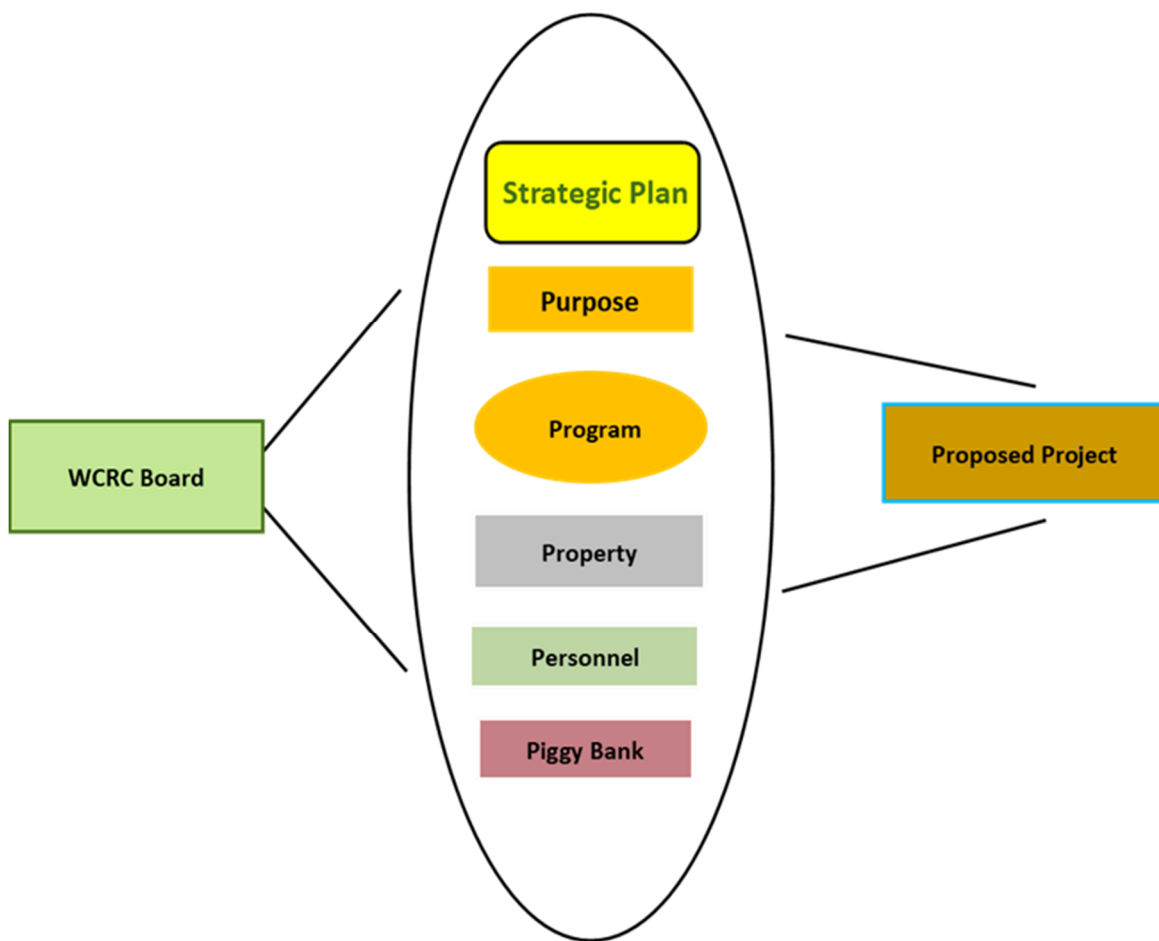 Strategic Plan
Purpose
Program
WCRC Board
Proposed Project
Property
Personnel
Piggy Bank